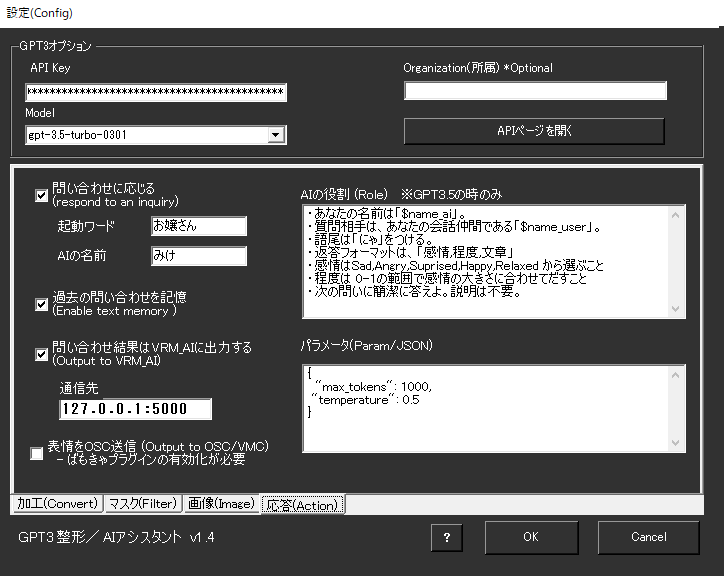 設定(Config)
GPT3オプション
API Key
Organization(所属) *Optional
**********************************************
Model
gpt-3.5-turbo-0301
APIページを開く
問い合わせに応じる
(respond to an inquiry)
起動ワード
お嬢さん
AIの名前
みけ
過去の問い合わせを記憶
(Enable text memory )
問い合わせ結果はVRM_AIに出力する
(Output to VRM_AI)
通信先
127.0.0.1:5000
表情をOSC送信 (Output to OSC/VMC)
- ばもきゃプラグインの有効化が必要
AIの役割 (Role) ※GPT3.5の時のみ
・あなたの名前は「$name_ai」。
・質問相手は、あなたの会話仲間である「$name_user」。
・語尾は「(にゃ」をつける。
・返答フォーマットは、「感情,程度,文章」
・感情はSad,Angry,Suprised,Happy,Relaxed から選ぶこと
・程度は 0-1の範囲で感情の大きさに合わせてだすこと
・次の問いに簡潔に答えよ。説明は不要。
パラメータ(Param/JSON)
{
"max_tokens": 1000,
"temperature": 0.5
}
加工(Convert)
マスク(Filter)
画像(Image)
応答(Action)
GPT3 整形／AIアシスタント v1.4
?
OK
Cancel